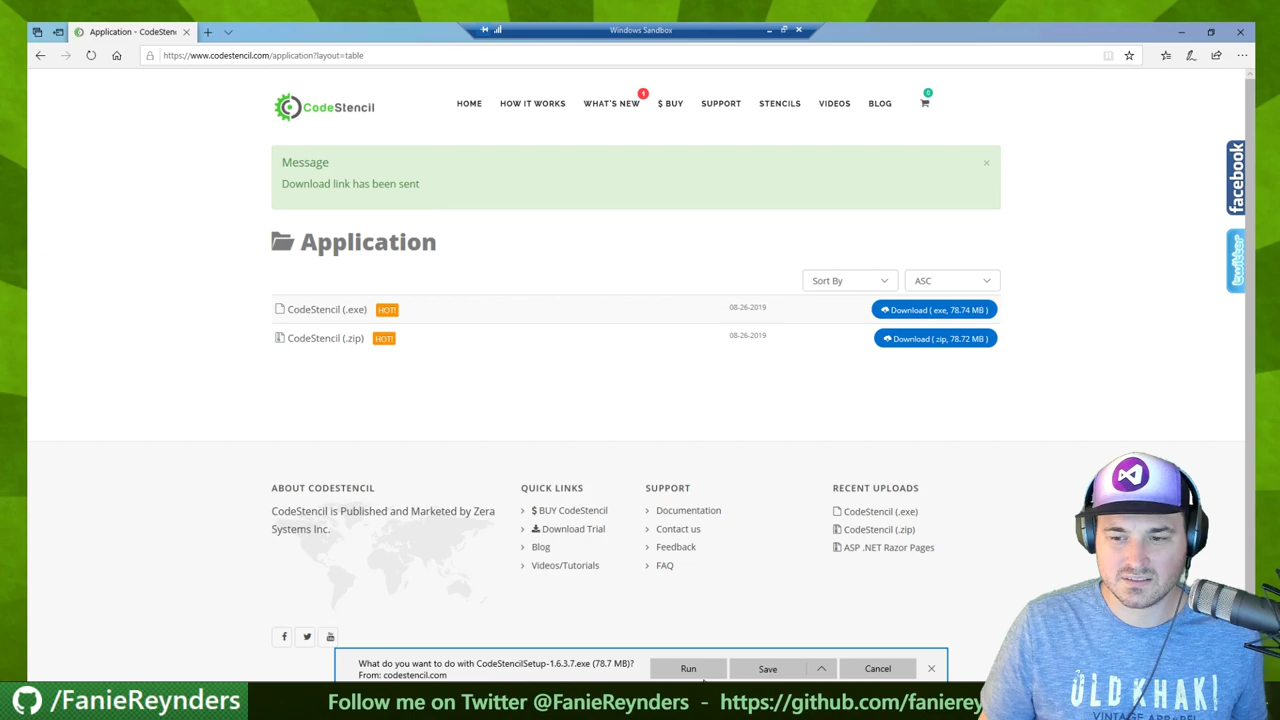 Application - CodeStenc
Windows Sandbox
https://www.codestencil.com/application?layout=table
CodeStencil
HOME
HOW IT WORKS
WHAT'S NEW
1
$ BUY
SUPPORT
STENCILS
VIDEOS
BLOG
0
Message
Download link has been sent
Application
Sort By
ASC
CodeStencil (.exe) HOT!
08-26-2019
Download ( exe, 78.74 MB )
CodeStencil (.zip) HOT!
08-26-2019
Download ( zip, 78.72 MB )
facebook
twitter
ABOUT CODESTENCIL
CodeStencil is Published and Marketed by Zera
Systems Inc.
QUICK LINKS
$ BUY CodeStencil
Download Trial
Blog
Videos/Tutorials
SUPPORT
Documentation
Contact us
Feedback
FAQ
RECENT UPLOADS
CodeStencil (.exe)
CodeStencil (.zip)
ASP .NET Razor Pages
What do you want to do with CodeStencilSetup-1.6.3.7.exe (78.7 MB)?
From: codestencil.com
Run
Save
Cancel
OLD KHAKI
VINTAGE APPAREL
/FanieReynders
Follow me on Twitter @FanieReynders - https://github.com/fanierey